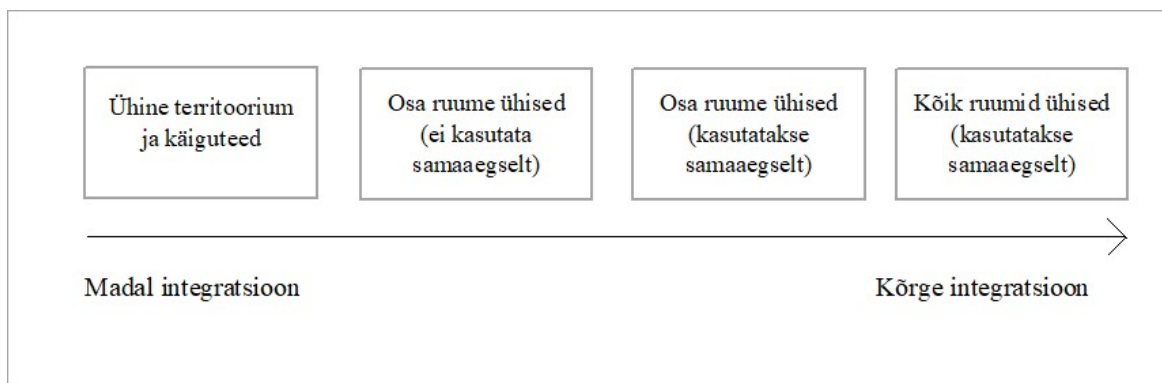 Ühine territoorium
ja käiguteed
Osa ruume ühised
(ei kasutata
samaaegselt)
Osa ruume ühised
(kasutatakse
samaaegselt)
Kõik ruumid ühised
(kasutatakse
samaaegselt)
Madal integratsioon
Kõrge integratsioon